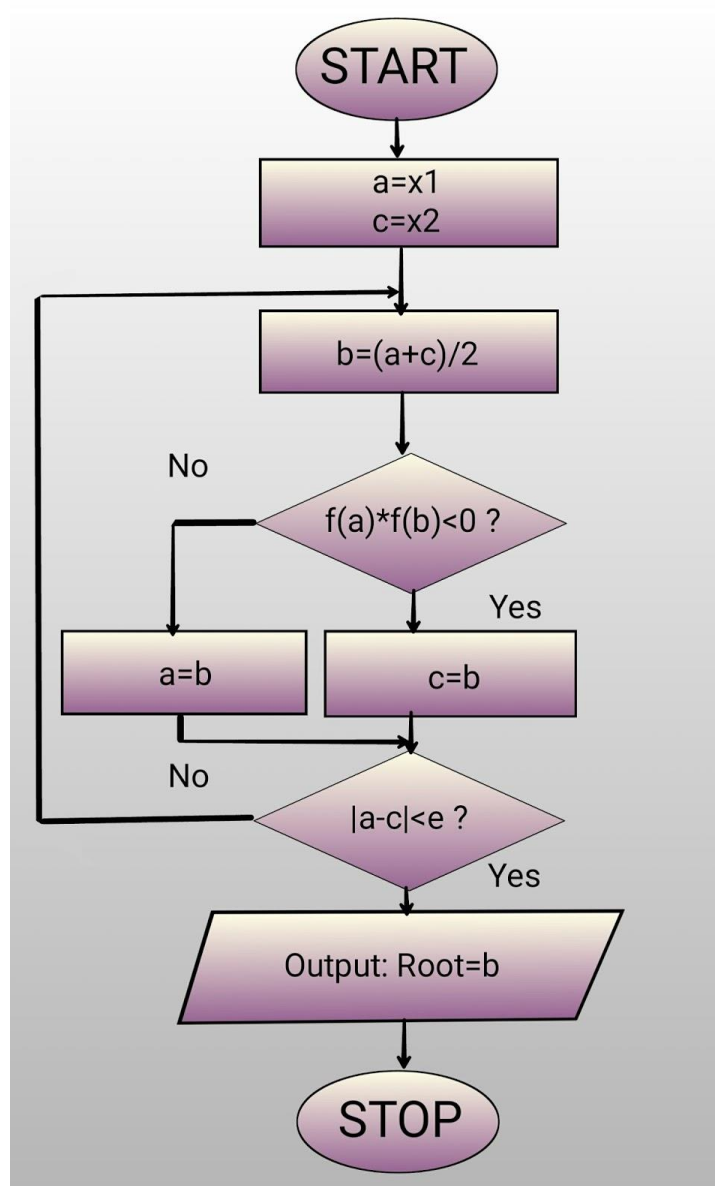 START
a=x1
c=x2
b=(a+c)/2
No
f(a)*f(b)<0 ?
Yes
a=b
c=b
No
|a-c|<e ?
Yes
Output: Root=b
STOP